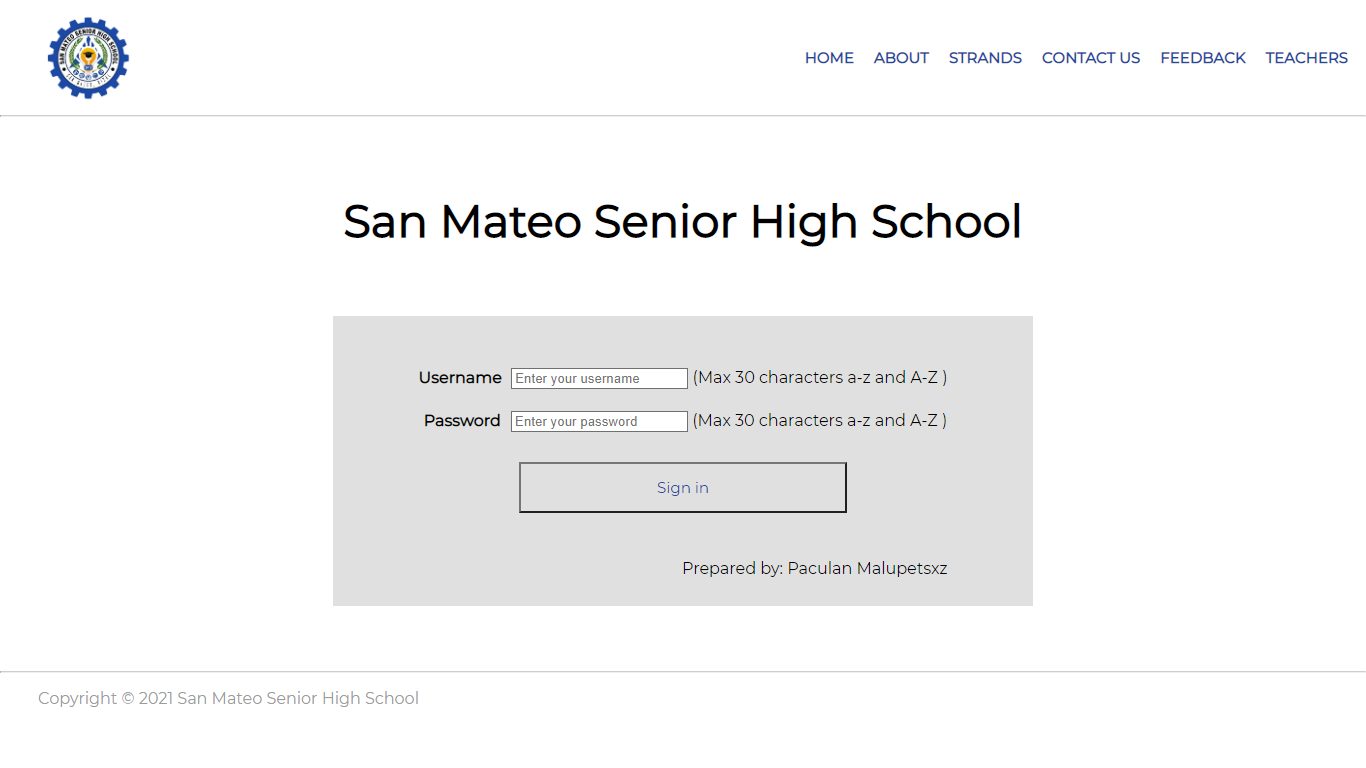 SAN MATEO SENIOR HIGH SCHOOL
HOME ABOUT STRANDS CONTACT US FEEDBACK TEACHERS
San Mateo Senior High School
Username Enter your username (Max 30 characters a-z and A-Z )
Password Enter your password (Max 30 characters a-z and A-Z )
Sign in
Prepared by: Paculan Malupetsxz
Copyright © 2021 San Mateo Senior High School